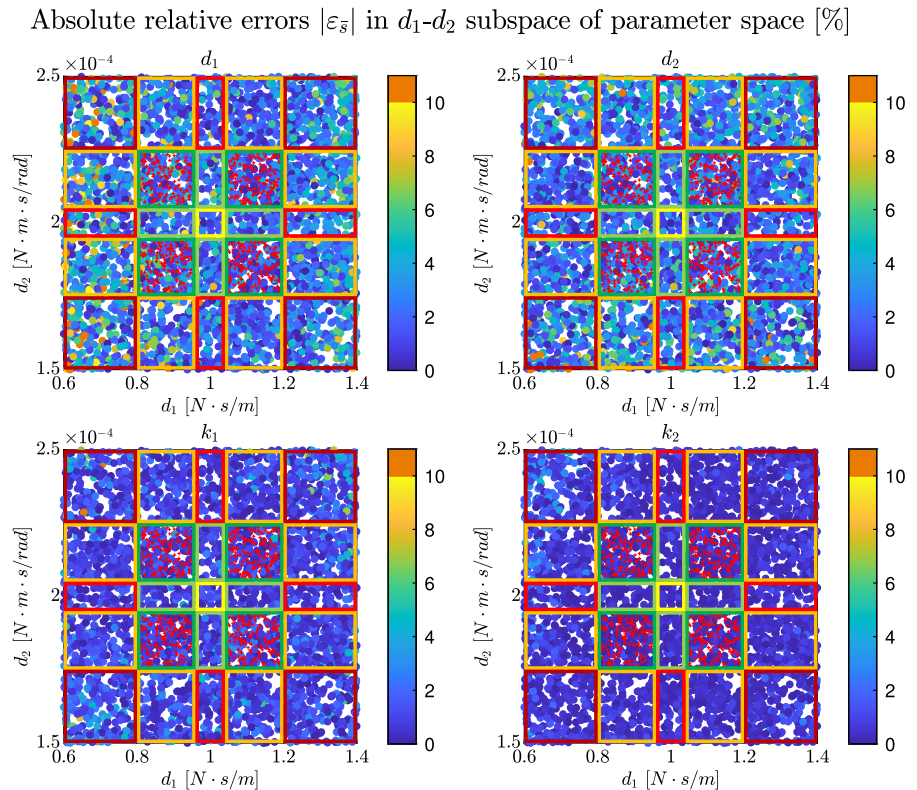 Absolute relative errors |ε_s̄| in d₁-d₂ subspace of parameter space [%]
×10⁻⁴ d₁
2.5
2
1.5
d₂ [N · m · s/rad]
0.6 0.8 1 1.2 1.4
d₁ [N · s/m]
10
8
6
4
2
0
×10⁻⁴ d₂
2.5
2
1.5
d₂ [N · m · s/rad]
0.6 0.8 1 1.2 1.4
d₁ [N · s/m]
10
8
6
4
2
0
×10⁻⁴ k₁
2.5
2
1.5
d₂ [N · m · s/rad]
0.6 0.8 1 1.2 1.4
d₁ [N · s/m]
10
8
6
4
2
0
×10⁻⁴ k₂
2.5
2
1.5
d₂ [N · m · s/rad]
0.6 0.8 1 1.2 1.4
d₁ [N · s/m]
10
8
6
4
2
0